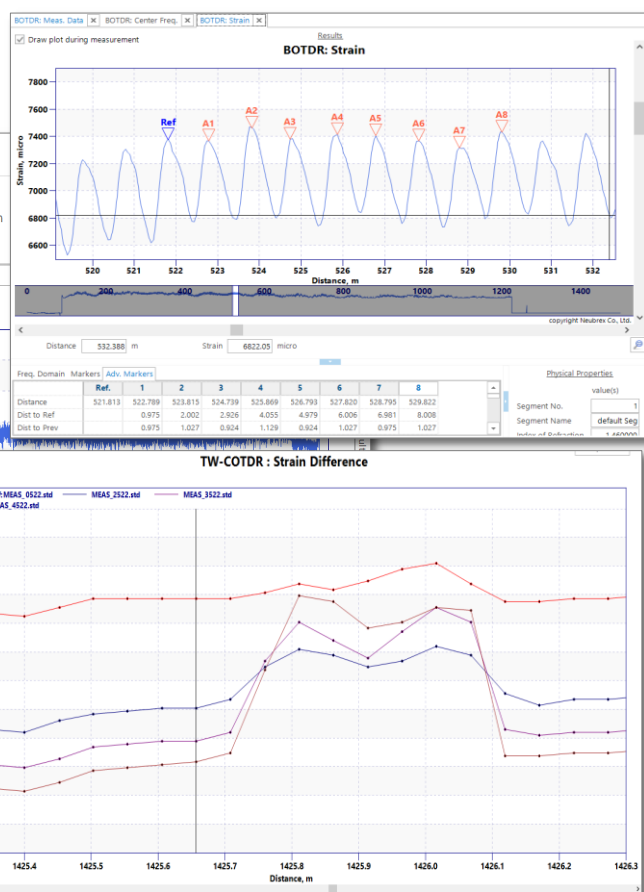 BOTDR: Meas. Data × BOTDR: Center Freq. × BOTDR: Strain ×
Draw plot during measurement
Results
BOTDR: Strain
Strain, micro
7800
7600
7400
7200
7000
6800
6600
Ref A1 A2 A3 A4 A5 A6 A7 A8
520 521 522 523 524 525 526 527 528 529 530 531 532
Distance, m
0 200 400 600 800 1000 1200 1400
copyright Neubrex Co., Ltd.
Distance 532.388 m Strain 6822.05 micro
Freq. Domain Markers Adv. Markers
Ref. 1 2 3 4 5 6 7 8
Distance 521.813 522.789 523.815 524.739 525.869 526.793 527.820 528.795 529.822
Dist to Ref 0.975 2.002 2.926 4.055 4.979 6.006 6.981 8.008
Dist to Prev 0.975 1.027 0.924 1.129 0.924 1.027 0.975 1.027
Physical Properties
value(s)
Segment No. 1
Segment Name default Seg
Index of Refraction 1.460000
TW-COTDR : Strain Difference
MEAS_0522.std MEAS_2522.std MEAS_3522.std
AS_4522.std
1425.4 1425.5 1425.6 1425.7 1425.8 1425.9 1426.0 1426.1 1426.2 1426.3
Distance, m